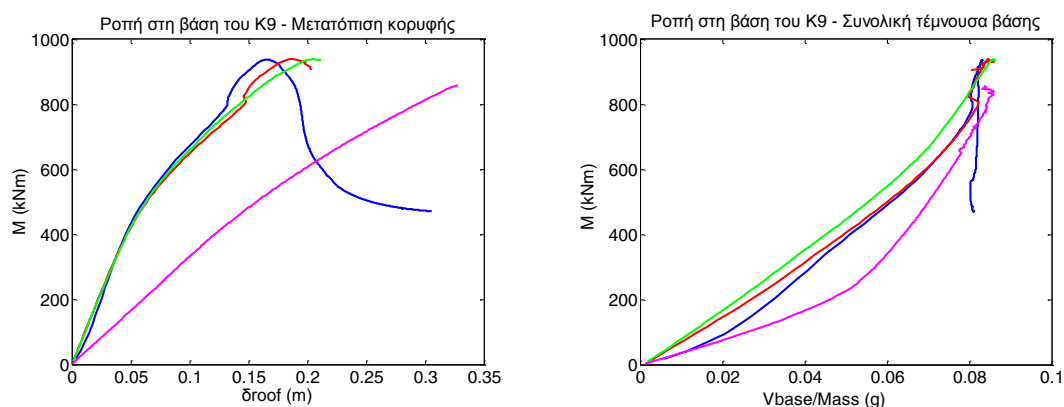 Ροπή στη βάση του Κ9 - Μετατόπιση κορυφής
1000
800
600
400
200
0
M (kNm)
0 0.05 0.1 0.15 0.2 0.25 0.3 0.35
δroof (m)
Ροπή στη βάση του Κ9 - Συνολική τέμνουσα βάσης
1000
800
600
400
200
0
M (kNm)
0 0.02 0.04 0.06 0.08 0.1
Vbase/Mass (g)